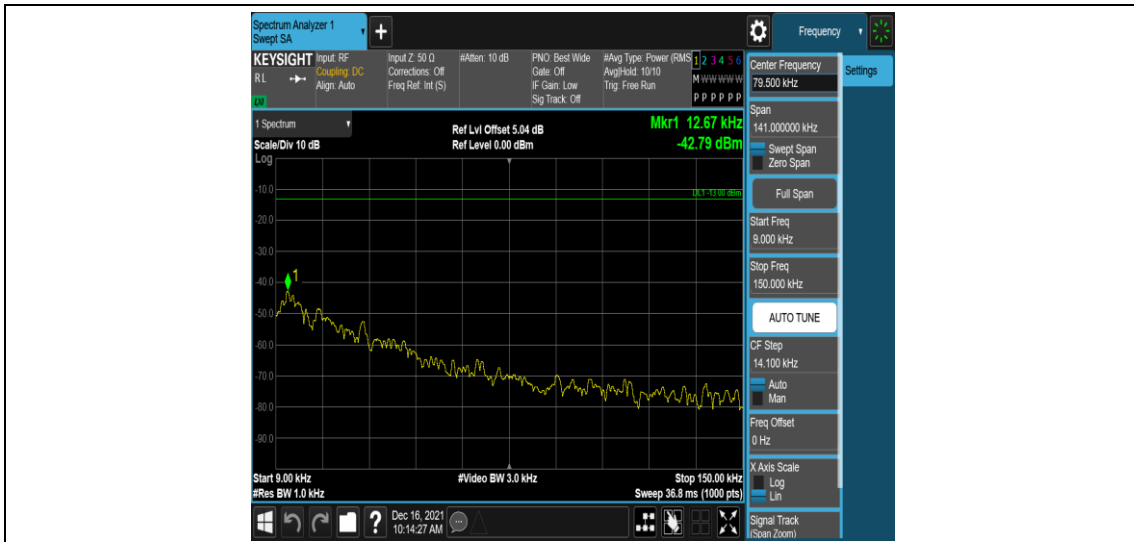 Spectrum Analyzer 1
Swept SA
+
Frequency
KEYSIGHT
RL
Input: RF
Coupling: DC
Align: Auto
Input Z: 50 Ω
Corrections: Off
Freq Ref: Int (S)
#Atten: 10 dB
PNO: Best Wide
Gate: Off
IF Gain: Low
Sig Track: Off
#Avg Type: Power (RMS
Avg|Hold: 10/10
Trig: Free Run
1 2 3 4 5 6
M W W W W W
P P P P P P
1 Spectrum
Scale/Div 10 dB
Log
Ref Lvl Offset 5.04 dB
Ref Level 0.00 dBm
Mkr1 12.67 kHz
-42.79 dBm
DL1 -13.00 dBm
-10.0
-20.0
-30.0
-40.0
1
-50.0
-60.0
-70.0
-80.0
-90.0
Start 9.00 kHz
#Res BW 1.0 kHz
#Video BW 3.0 kHz
Stop 150.00 kHz
Sweep 36.8 ms (1000 pts)
?
Dec 16, 2021
10:14:27 AM
Settings
Center Frequency
79.500 kHz
Span
141.000000 kHz
Swept Span
Zero Span
Full Span
Start Freq
9.000 kHz
Stop Freq
150.000 kHz
AUTO TUNE
CF Step
14.100 kHz
Auto
Man
Freq Offset
0 Hz
X Axis Scale
Log
Lin
Signal Track
(Span Zoom)